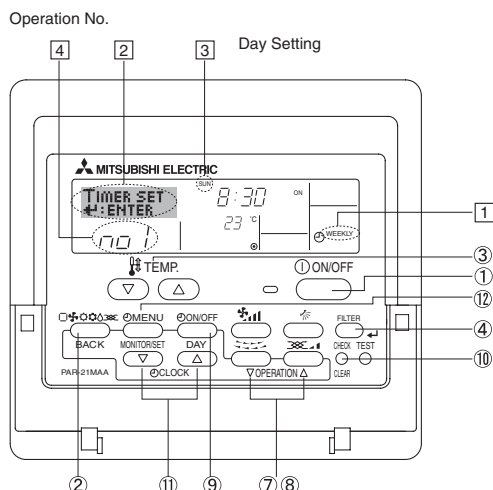 Operation No.
4 2 3 Day Setting
MITSUBISHI ELECTRIC
SUN
TIMER SET
↵:ENTER
8:30 ON
23 °C
no 1
WEEKLY
1
TEMP. ON/OFF
③
①
⑫
MENU ON/OFF FILTER
④
BACK MONITOR/SET DAY CHECK TEST
⑩
PAR-21MAA CLOCK ▽OPERATION△ CLEAR
② ⑪ ⑨ ⑦ ⑧